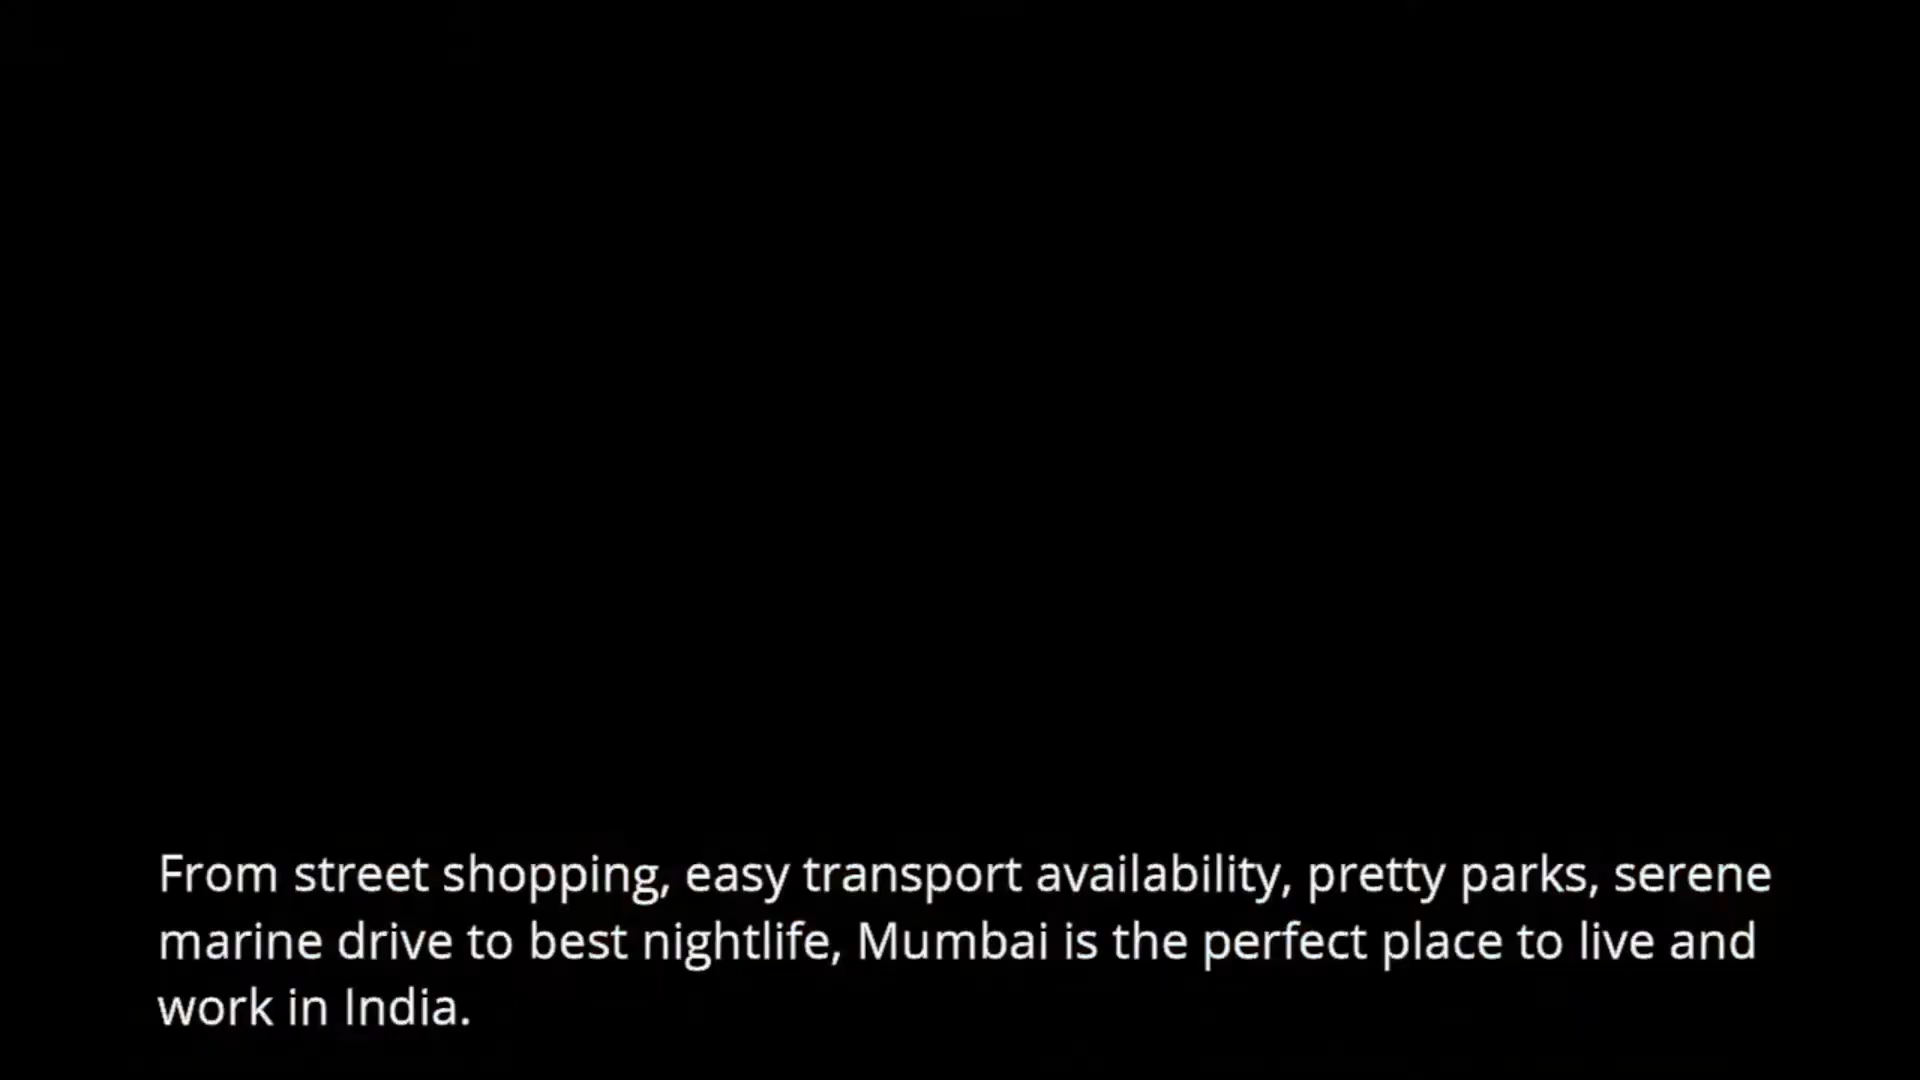 From street shopping, easy transport availability, pretty parks, serene
marine drive to best nightlife, Mumbai is the perfect place to live and
work in India.